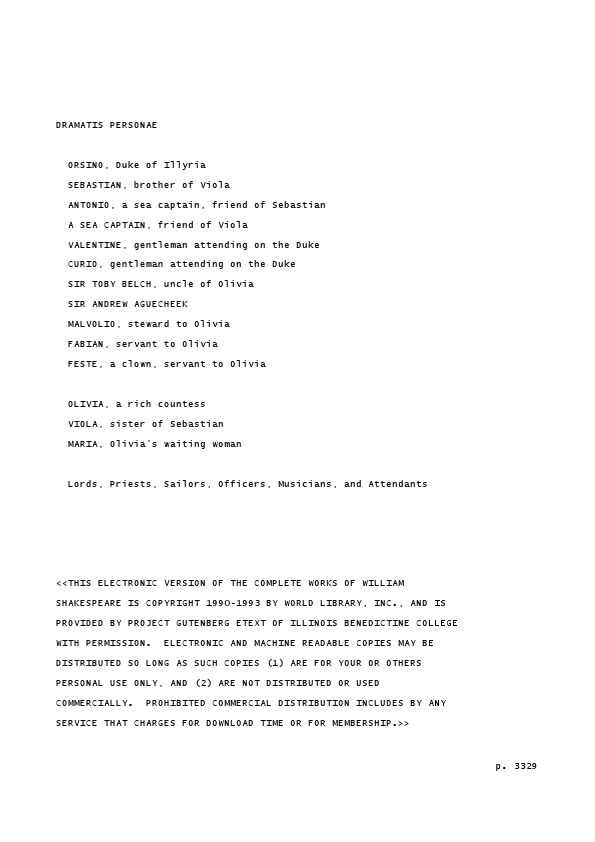 DRAMATIS PERSONAE
ORSINO, Duke of Illyria
SEBASTIAN, brother of Viola
ANTONIO, a sea captain, friend of Sebastian
A SEA CAPTAIN, friend of Viola
VALENTINE, gentleman attending on the Duke
CURIO, gentleman attending on the Duke
SIR TOBY BELCH, uncle of Olivia
SIR ANDREW AGUECHEEK
MALVOLIO, steward to Olivia
FABIAN, servant to Olivia
FESTE, a clown, servant to Olivia
OLIVIA, a rich countess
VIOLA, sister of Sebastian
MARIA, Olivia's waiting woman
Lords, Priests, Sailors, Officers, Musicians, and Attendants
<<THIS ELECTRONIC VERSION OF THE COMPLETE WORKS OF WILLIAM
SHAKESPEARE IS COPYRIGHT 1990-1993 BY WORLD LIBRARY, INC., AND IS
PROVIDED BY PROJECT GUTENBERG ETEXT OF ILLINOIS BENEDICTINE COLLEGE
WITH PERMISSION.  ELECTRONIC AND MACHINE READABLE COPIES MAY BE
DISTRIBUTED SO LONG AS SUCH COPIES (1) ARE FOR YOUR OR OTHERS
PERSONAL USE ONLY, AND (2) ARE NOT DISTRIBUTED OR USED
COMMERCIALLY.  PROHIBITED COMMERCIAL DISTRIBUTION INCLUDES BY ANY
SERVICE THAT CHARGES FOR DOWNLOAD TIME OR FOR MEMBERSHIP.>>
p. 3329